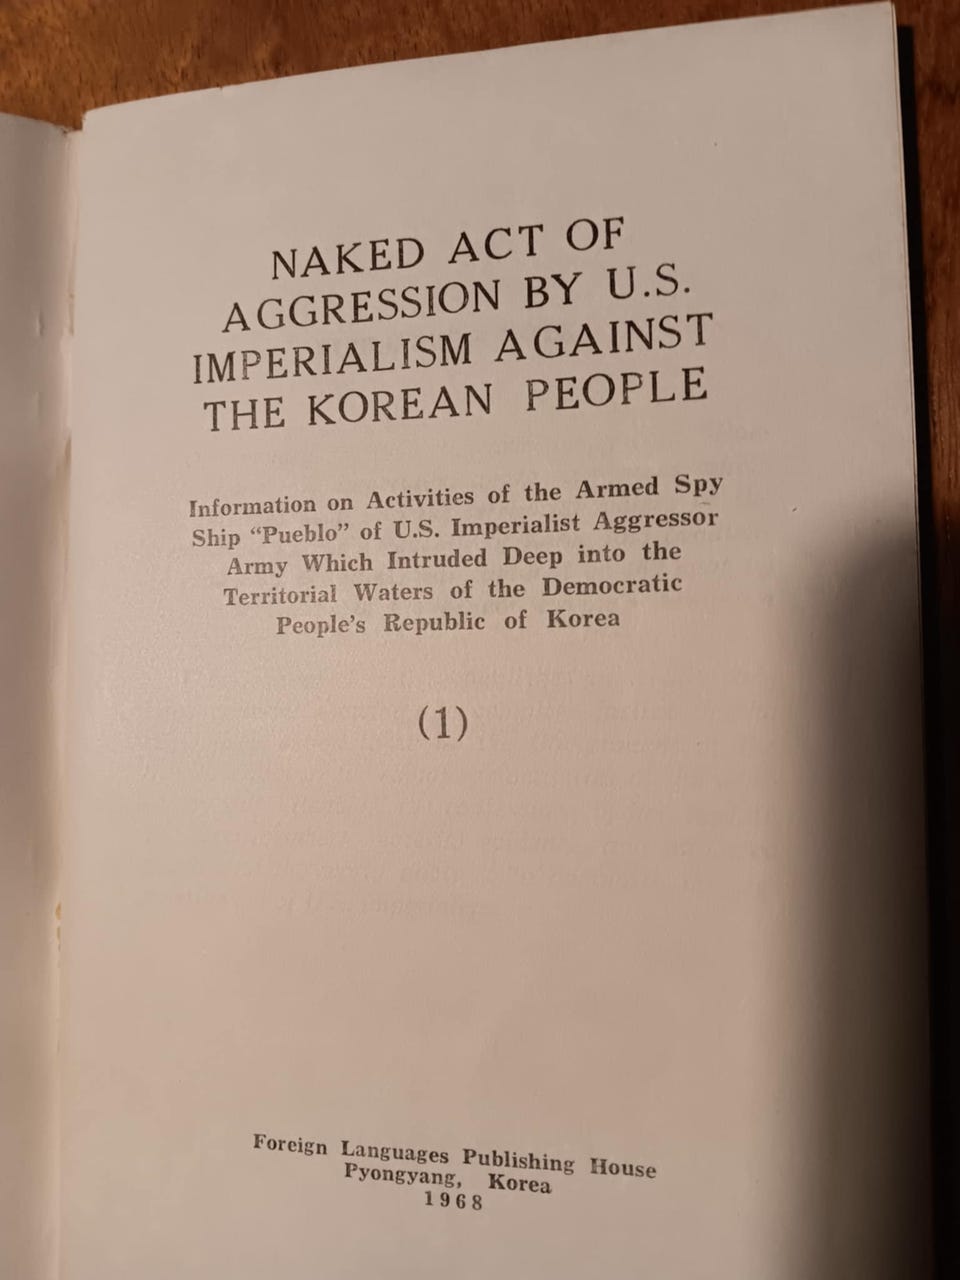 NAKED ACT OF
AGGRESSION BY U.S.
IMPERIALISM AGAINST
THE KOREAN PEOPLE
Information on Activities of the Armed Spy
Ship “Pueblo” of U.S. Imperialist Aggressor
Army Which Intruded Deep into the
Territorial Waters of the Democratic
People’s Republic of Korea
(1)
Foreign Languages Publishing House
Pyongyang, Korea
1968